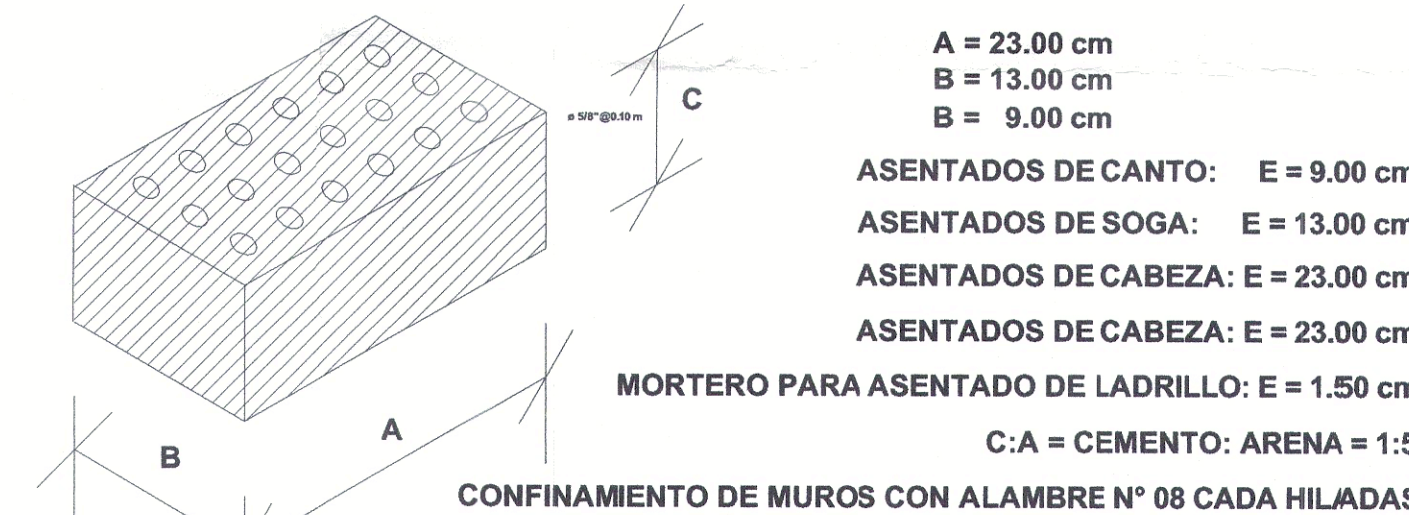 A = 23.00 cm
B = 13.00 cm
B = 9.00 cm
C
ø 5/8"@0.10 m
ASENTADOS DE CANTO: E = 9.00 cm
ASENTADOS DE SOGA: E = 13.00 cm
ASENTADOS DE CABEZA: E = 23.00 cm
ASENTADOS DE CABEZA: E = 23.00 cm
MORTERO PARA ASENTADO DE LADRILLO: E = 1.50 cm
C:A = CEMENTO: ARENA = 1:5
A
B
CONFINAMIENTO DE MUROS CON ALAMBRE N° 08 CADA HILADAS